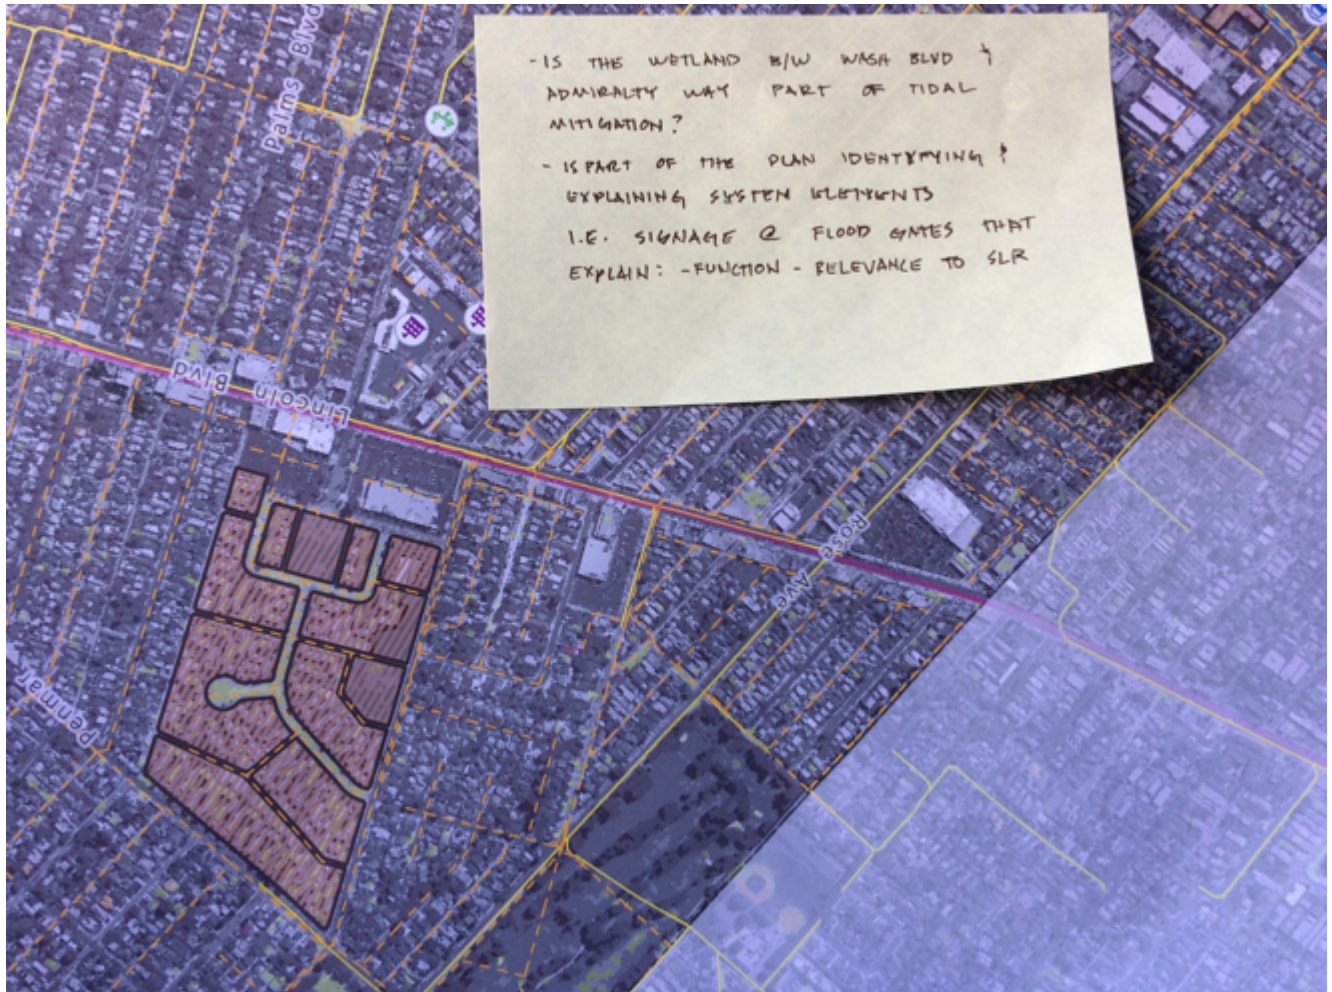 - IS THE WETLAND B/W WASH BLVD &
ADMIRALTY WAY PART OF TIDAL
MITIGATION?
- IS PART OF THE PLAN IDENTYFYING &
EXPLAINING SYSTEM ELEMENTS
I.E. SIGNAGE @ FLOOD GATES THAT
EXPLAIN: - FUNCTION - RELEVANCE TO SLR
Palms Blvd
Lincoln Blvd
Rose Ave
Penmar